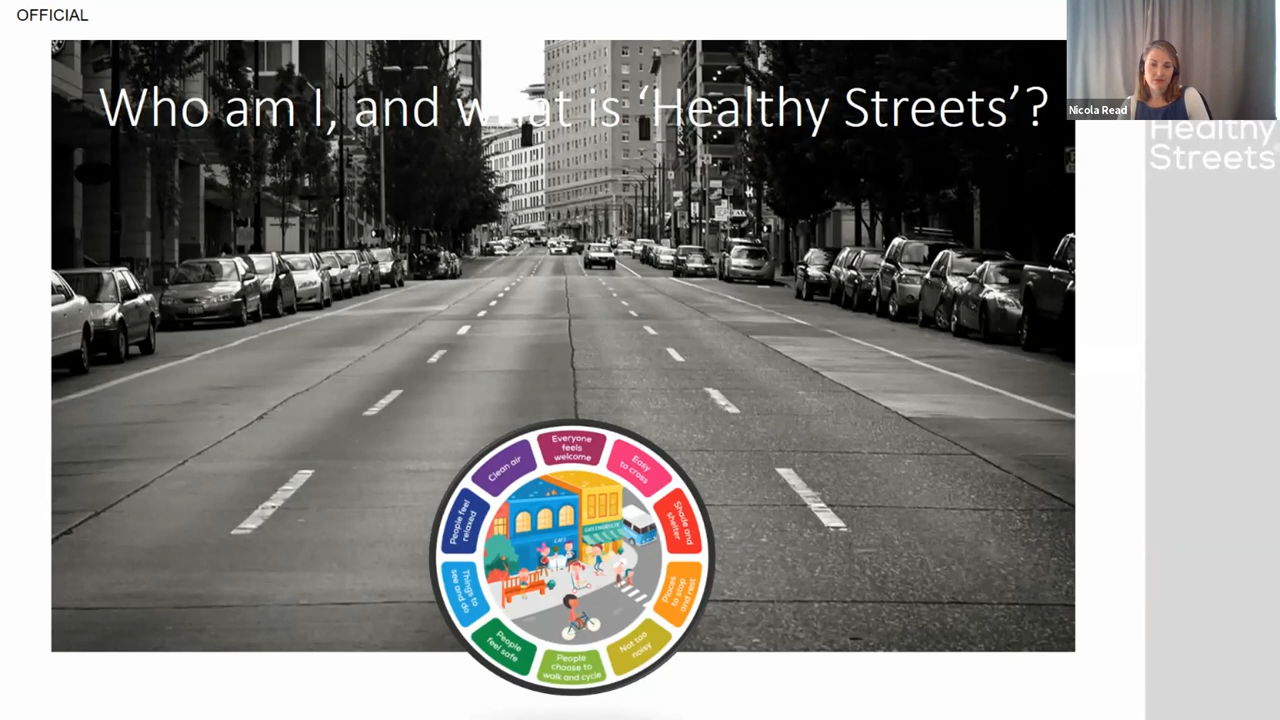 OFFICIAL
Who am I, and what is ‘Healthy Streets’?
Nicola Read
Healthy
Streets
Everyone
feels
welcome
Easy
to cross
Shade and
shelter
Places
to stop
and rest
Not too
noisy
People
choose to
walk and cycle
People
feel safe
Things to
see and do
People feel
relaxed
Clean air
CAFE
GREENGROCER